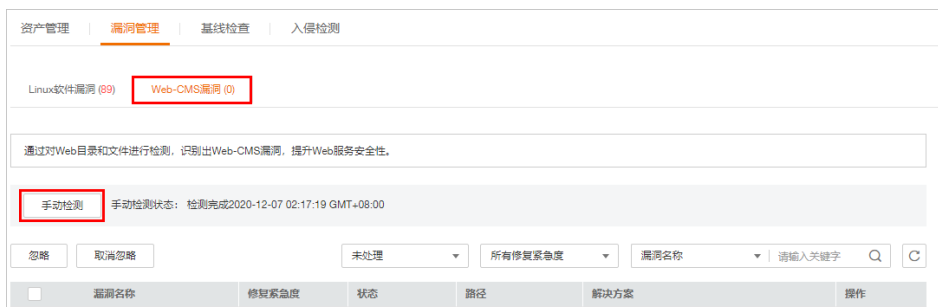 资产管理 漏洞管理 基线检查 入侵检测
Linux软件漏洞 (89) Web-CMS漏洞 (0)
通过对Web目录和文件进行检测，识别出Web-CMS漏洞，提升Web服务安全性。
手动检测 手动检测状态： 检测完成2020-12-07 02:17:19 GMT+08:00
忽略 取消忽略 未处理 所有修复紧急度 漏洞名称 请输入关键字
漏洞名称 修复紧急度 状态 路径 解决方案 操作